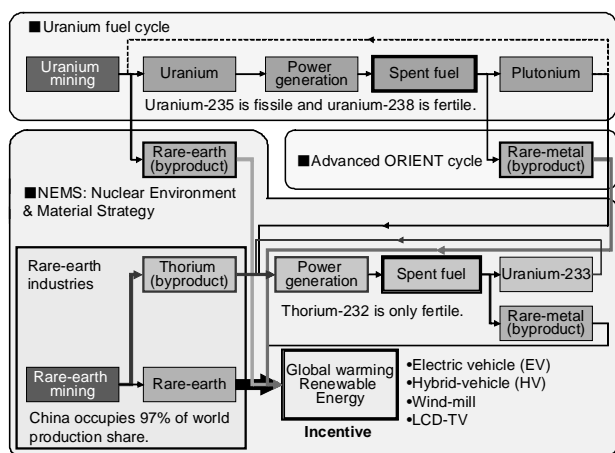 ■Uranium fuel cycle
Uranium
mining
Uranium
Power
generation
Spent fuel
Plutonium
Uranium-235 is fissile and uranium-238 is fertile.
Rare-earth
(byproduct)
■Advanced ORIENT cycle
Rare-metal
(byproduct)
■NEMS: Nuclear Environment
& Material Strategy
Rare-earth
industries
Thorium
(byproduct)
Power
generation
Spent fuel
Uranium-233
Thorium-232 is only fertile.
Rare-metal
(byproduct)
Rare-earth
mining
Rare-earth
China occupies 97% of world
production share.
Global warming
Renewable
Energy
Incentive
•Electric vehicle (EV)
•Hybrid-vehicle (HV)
•Wind-mill
•LCD-TV